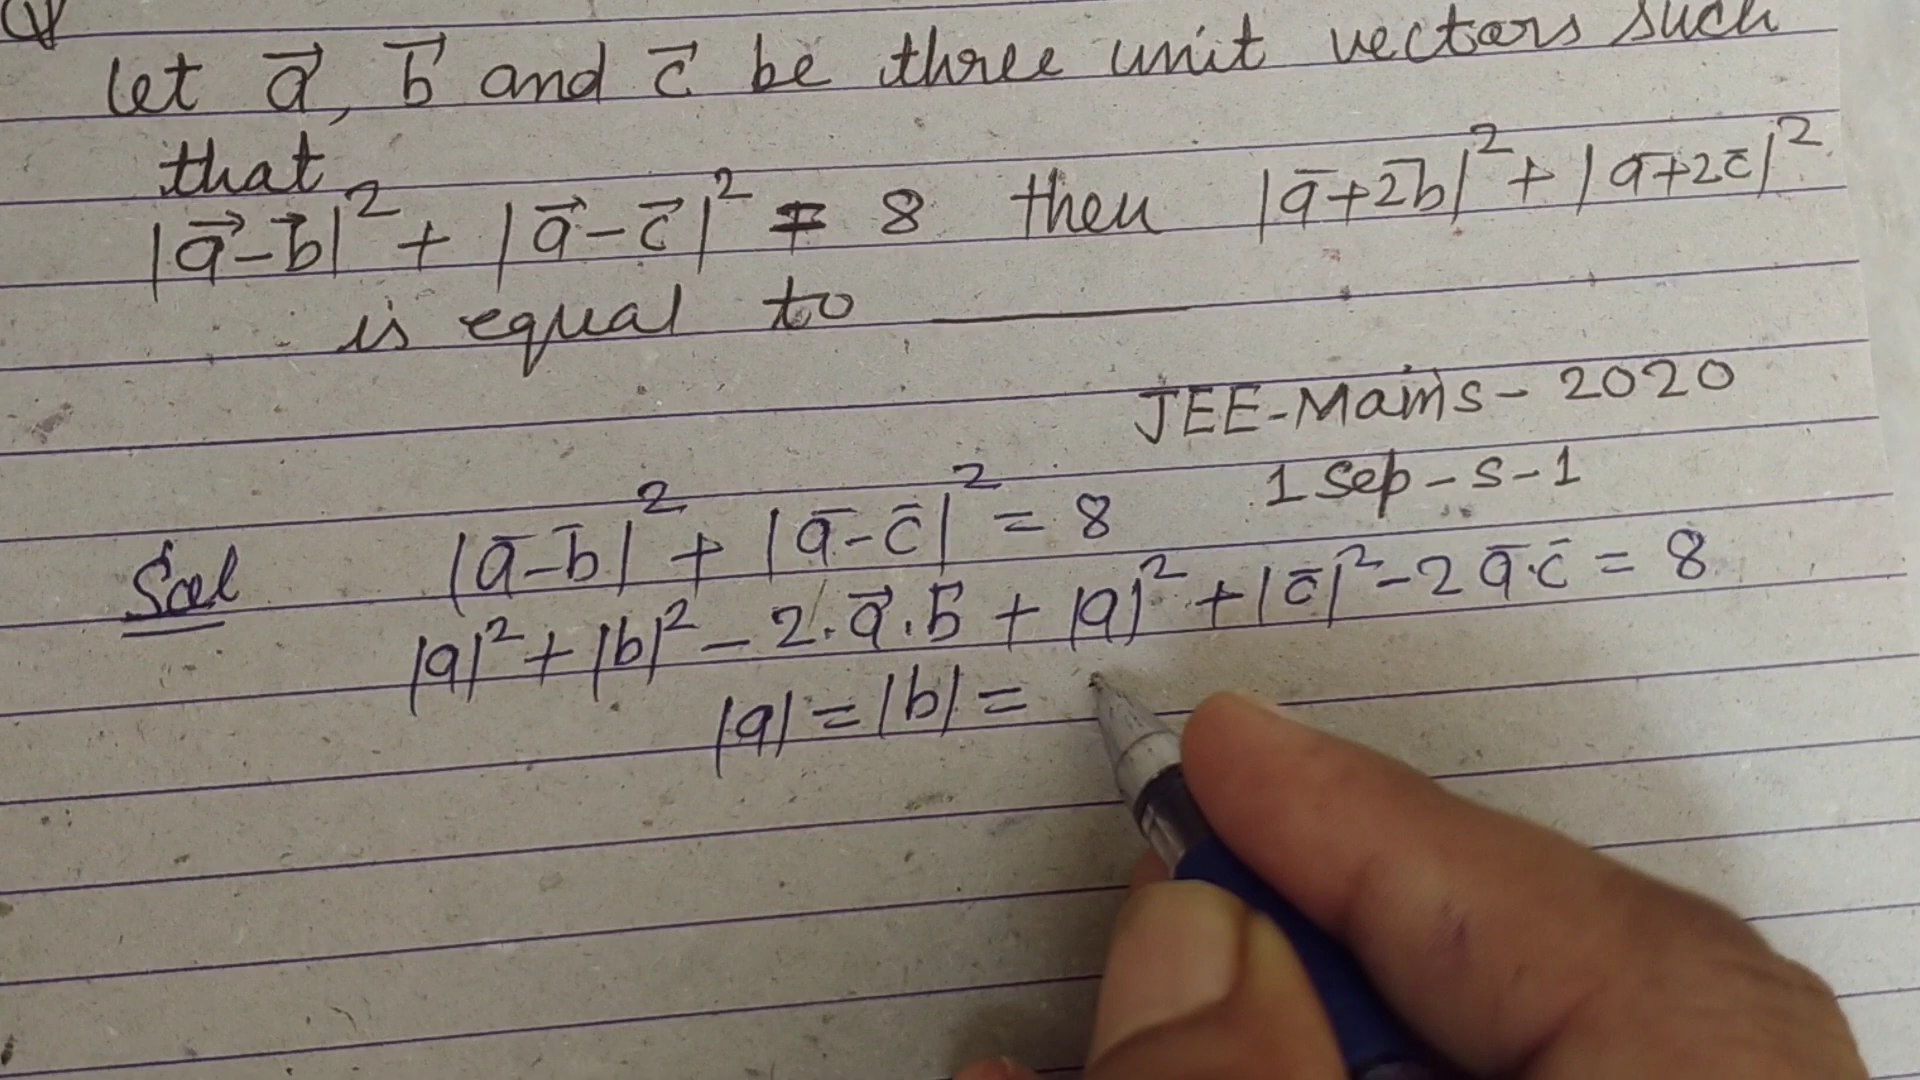 Q
Let a⃗, b⃗ and c⃗ be three unit vectors such
that
|a⃗-b⃗|² + |a⃗-c⃗|² = 8 then |a̅+2b̅|² + |a̅+2c̅|²
is equal to ______
JEE-Mains-2020
1 Sep-S-1
Sol |a̅-b̅|² + |a̅-c̅|² = 8
|a|²+|b|²-2.a⃗.b̅ + |a|² + |c̅|²-2a̅.c̅ = 8
|a| = |b| =